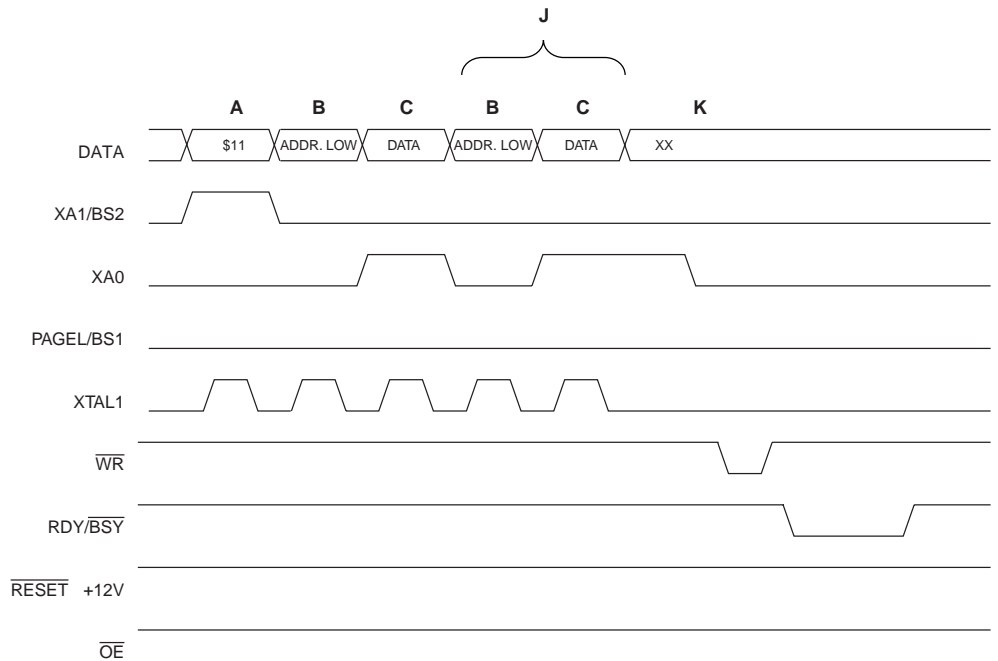 J
A B C B C K
DATA $11 ADDR. LOW DATA ADDR. LOW DATA XX
XA1/BS2
XA0
PAGEL/BS1
XTAL1
WR
RDY/BSY
RESET +12V
OE